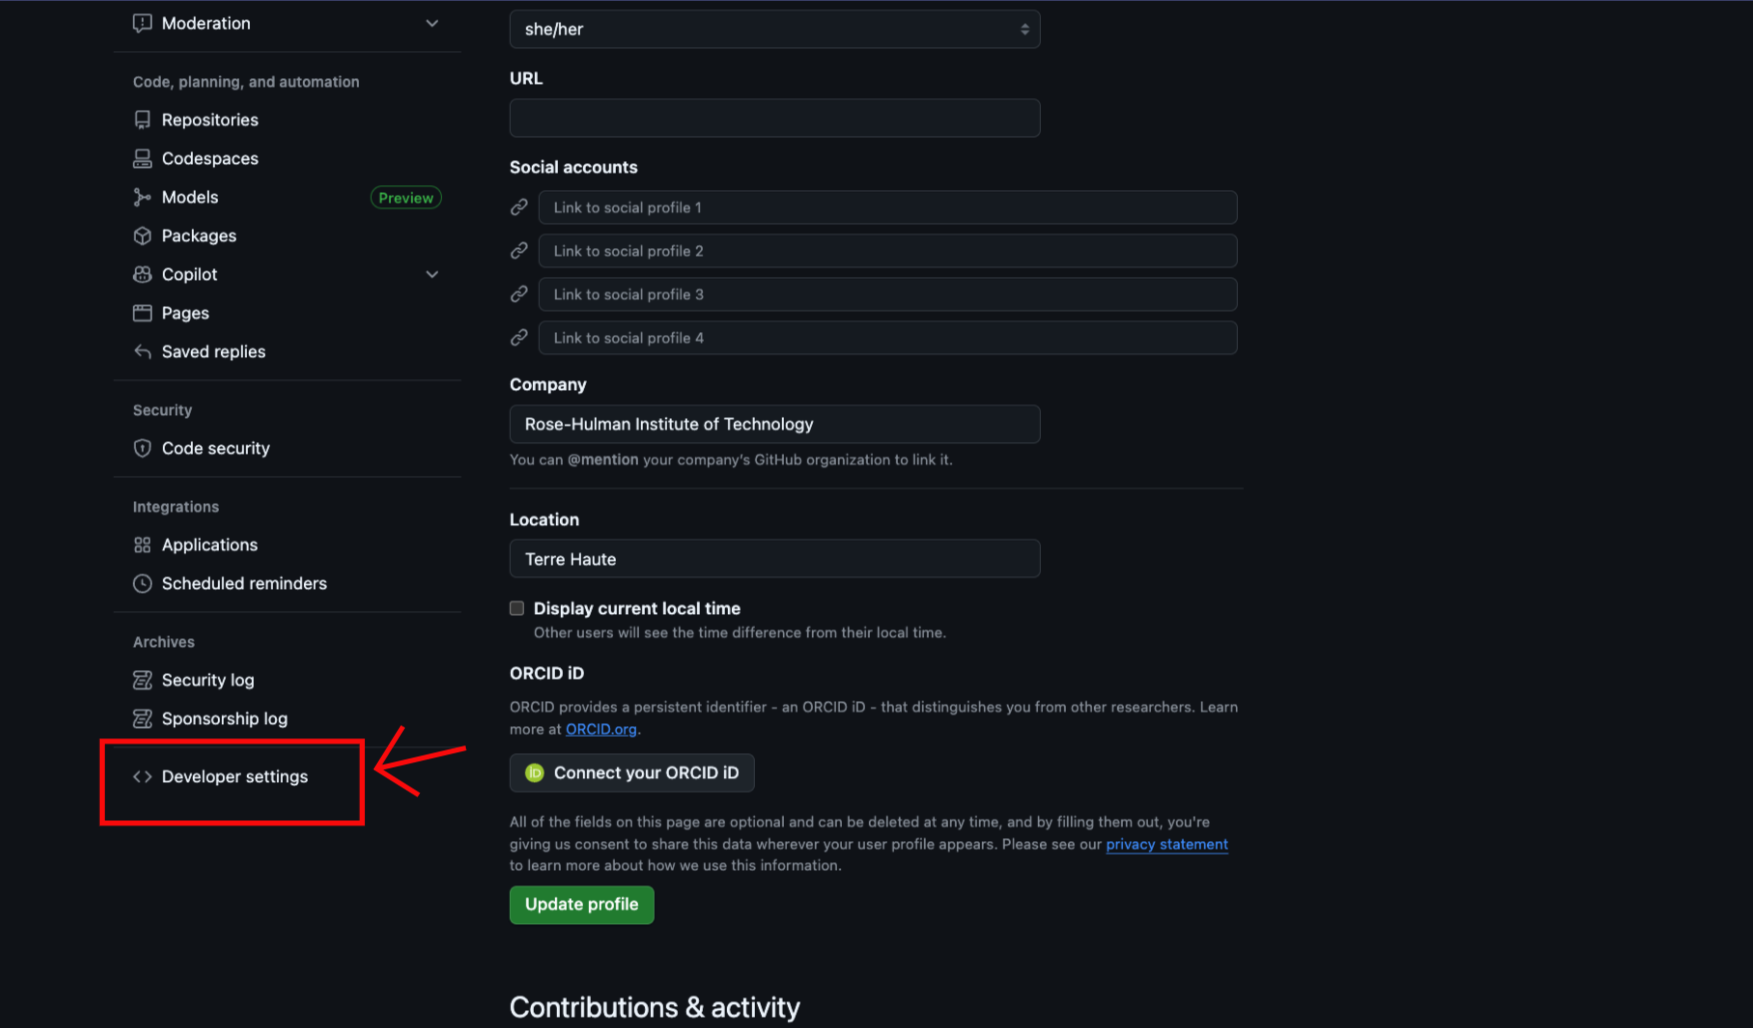 Moderation
Code, planning, and automation
Repositories
Codespaces
Models
Preview
Packages
Copilot
Pages
Saved replies
Security
Code security
Integrations
Applications
Scheduled reminders
Archives
Security log
Sponsorship log
Developer settings
she/her
URL
Social accounts
Link to social profile 1
Link to social profile 2
Link to social profile 3
Link to social profile 4
Company
Rose-Hulman Institute of Technology
You can @mention your company's GitHub organization to link it.
Location
Terre Haute
Display current local time
Other users will see the time difference from their local time.
ORCID iD
ORCID provides a persistent identifier - an ORCID iD - that distinguishes you from other researchers. Learn
more at ORCID.org.
iD Connect your ORCID iD
All of the fields on this page are optional and can be deleted at any time, and by filling them out, you're
giving us consent to share this data wherever your user profile appears. Please see our privacy statement
to learn more about how we use this information.
Update profile
Contributions & activity